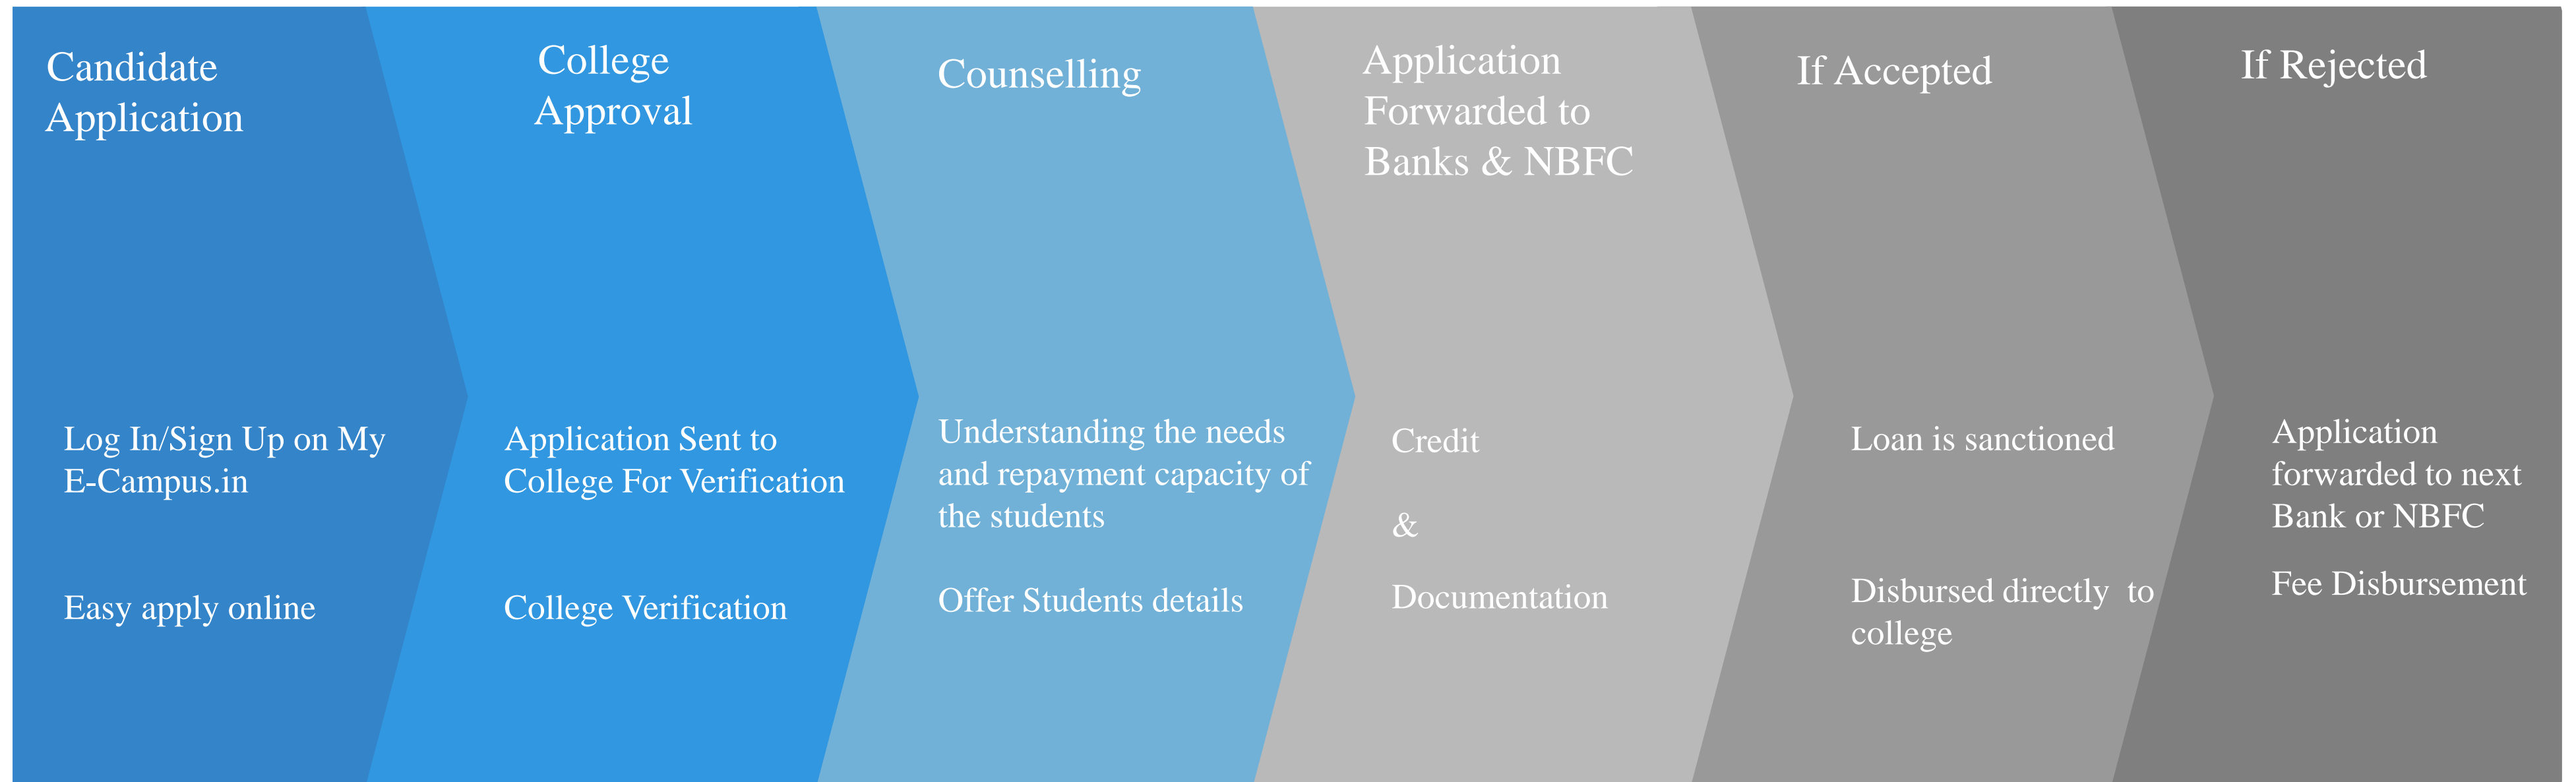 Candidate
Application
Log In/Sign Up on My
E-Campus.in
Easy apply online
College
Approval
Application Sent to
College For Verification
College Verification
Counselling
Understanding the needs
and repayment capacity of
the students
Offer Students details
Application
Forwarded to
Banks & NBFC
Credit
&
Documentation
If Accepted
Loan is sanctioned
Disbursed directly  to
college
If Rejected
Application
forwarded to next
Bank or NBFC
Fee Disbursement